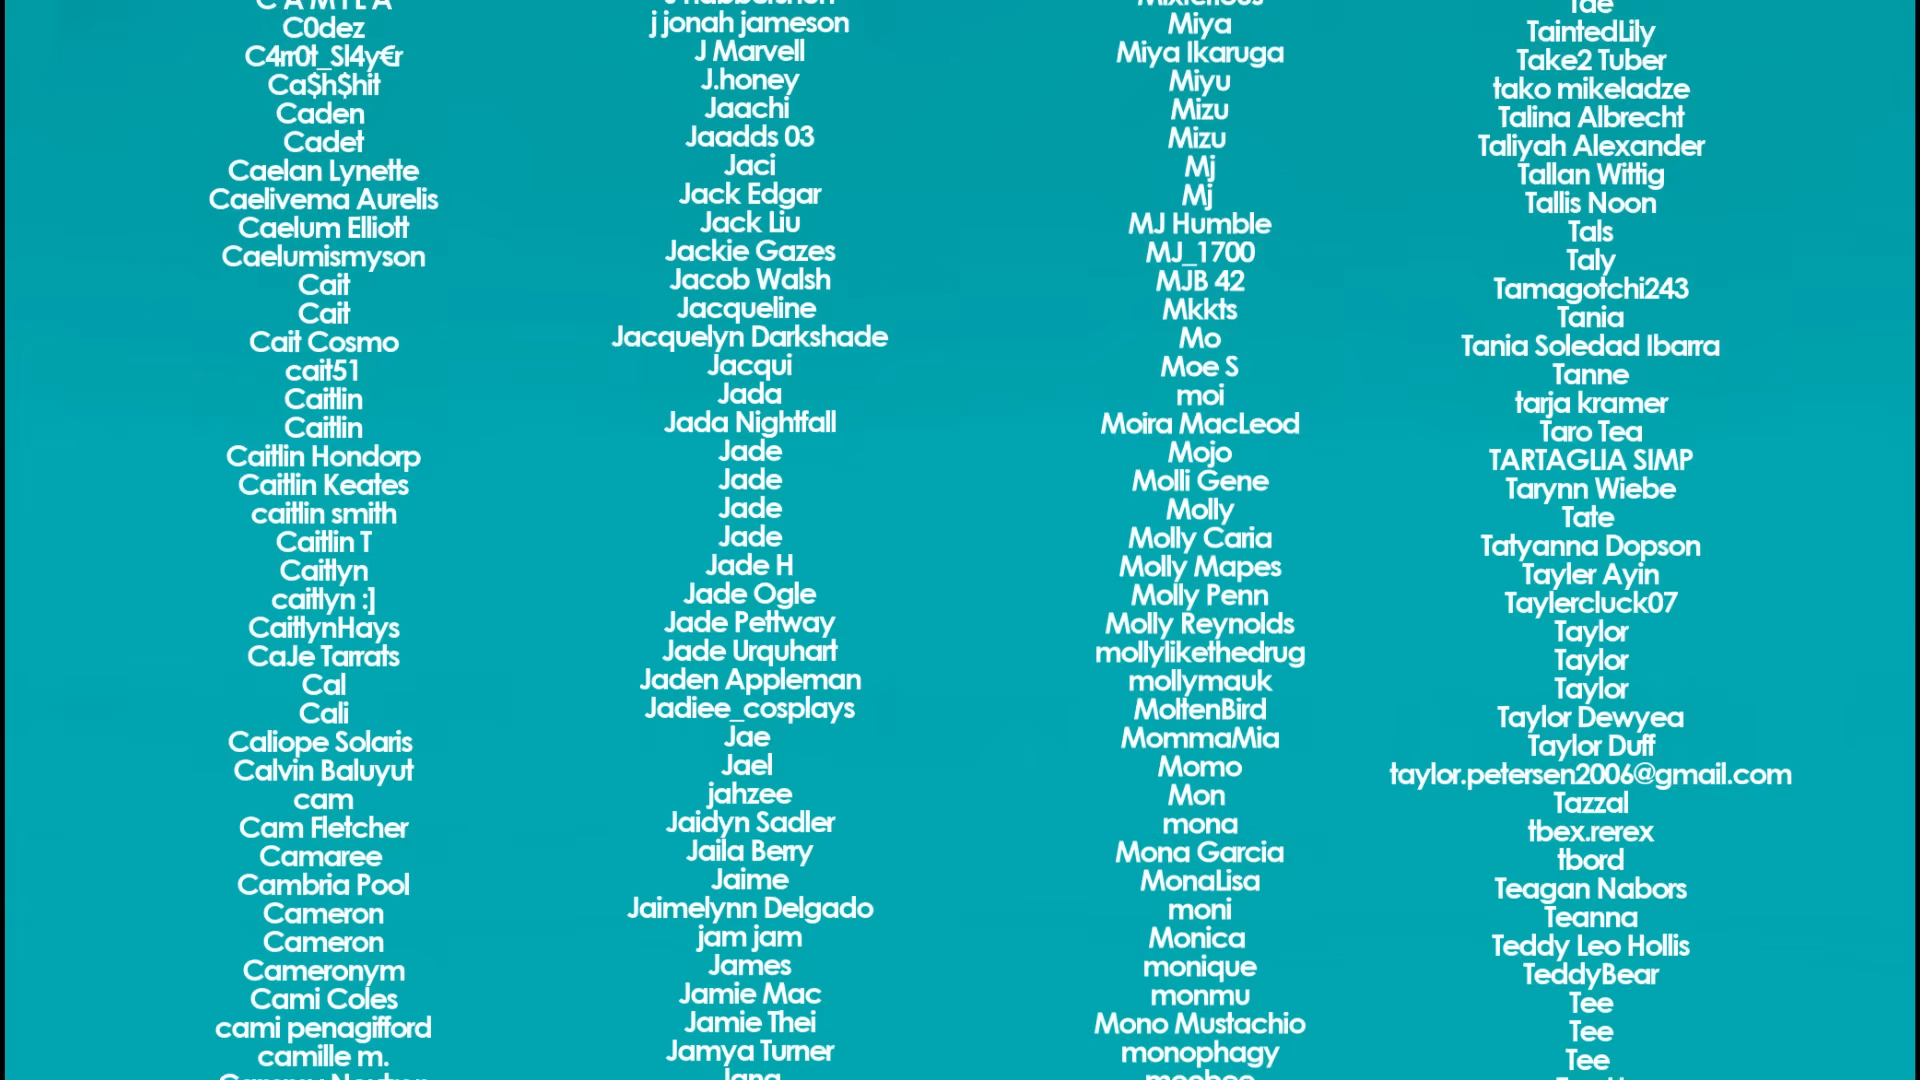 C A M I L A
C0dez
C4rr0t_Sl4y€r
Ca$h$hit
Caden
Cadet
Caelan Lynette
Caelivema Aurelis
Caelum Elliott
Caelumismyson
Cait
Cait
Cait Cosmo
cait51
Caitlin
Caitlin
Caitlin Hondorp
Caitlin Keates
caitlin smith
Caitlin T
Caitlyn
caitlyn :]
CaitlynHays
CaJe Tarrats
Cal
Cali
Caliope Solaris
Calvin Baluyut
cam
Cam Fletcher
Camaree
Cambria Pool
Cameron
Cameron
Cameronym
Cami Coles
cami penagifford
camille m.
j jonah jameson
J Marvell
J.honey
Jaachi
Jaadds 03
Jaci
Jack Edgar
Jack Liu
Jackie Gazes
Jacob Walsh
Jacqueline
Jacquelyn Darkshade
Jacqui
Jada
Jada Nightfall
Jade
Jade
Jade
Jade
Jade H
Jade Ogle
Jade Pettway
Jade Urquhart
Jaden Appleman
Jadiee_cosplays
Jae
Jael
jahzee
Jaidyn Sadler
Jaila Berry
Jaime
Jaimelynn Delgado
jam jam
James
Jamie Mac
Jamie Thei
Jamya Turner
Miya
Miya Ikaruga
Miyu
Mizu
Mizu
Mj
Mj
MJ Humble
MJ_1700
MJB 42
Mkkts
Mo
Moe S
moi
Moira MacLeod
Mojo
Molli Gene
Molly
Molly Caria
Molly Mapes
Molly Penn
Molly Reynolds
mollylikethedrug
mollymauk
MoltenBird
MommaMia
Momo
Mon
mona
Mona Garcia
MonaLisa
moni
Monica
monique
monmu
Mono Mustachio
monophagy
Tae
TaintedLily
Take2 Tuber
tako mikeladze
Talina Albrecht
Taliyah Alexander
Tallan Wittig
Tallis Noon
Tals
Taly
Tamagotchi243
Tania
Tania Soledad Ibarra
Tanne
tarja kramer
Taro Tea
TARTAGLIA SIMP
Tarynn Wiebe
Tate
Tatyanna Dopson
Tayler Ayin
Taylercluck07
Taylor
Taylor
Taylor
Taylor Dewyea
Taylor Duff
taylor.petersen2006@gmail.com
Tazzal
tbex.rerex
tbord
Teagan Nabors
Teanna
Teddy Leo Hollis
TeddyBear
Tee
Tee
Tee